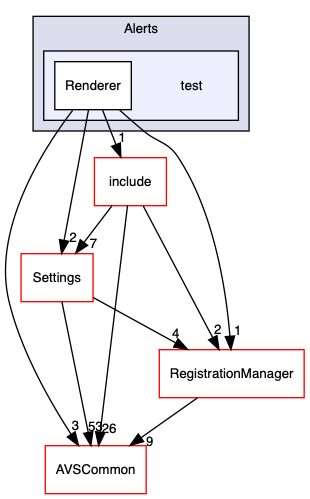 Alerts
Renderer
test
1
include
2
7
Settings
4
2
1
RegistrationManager
3
53
26
9
AVSCommon